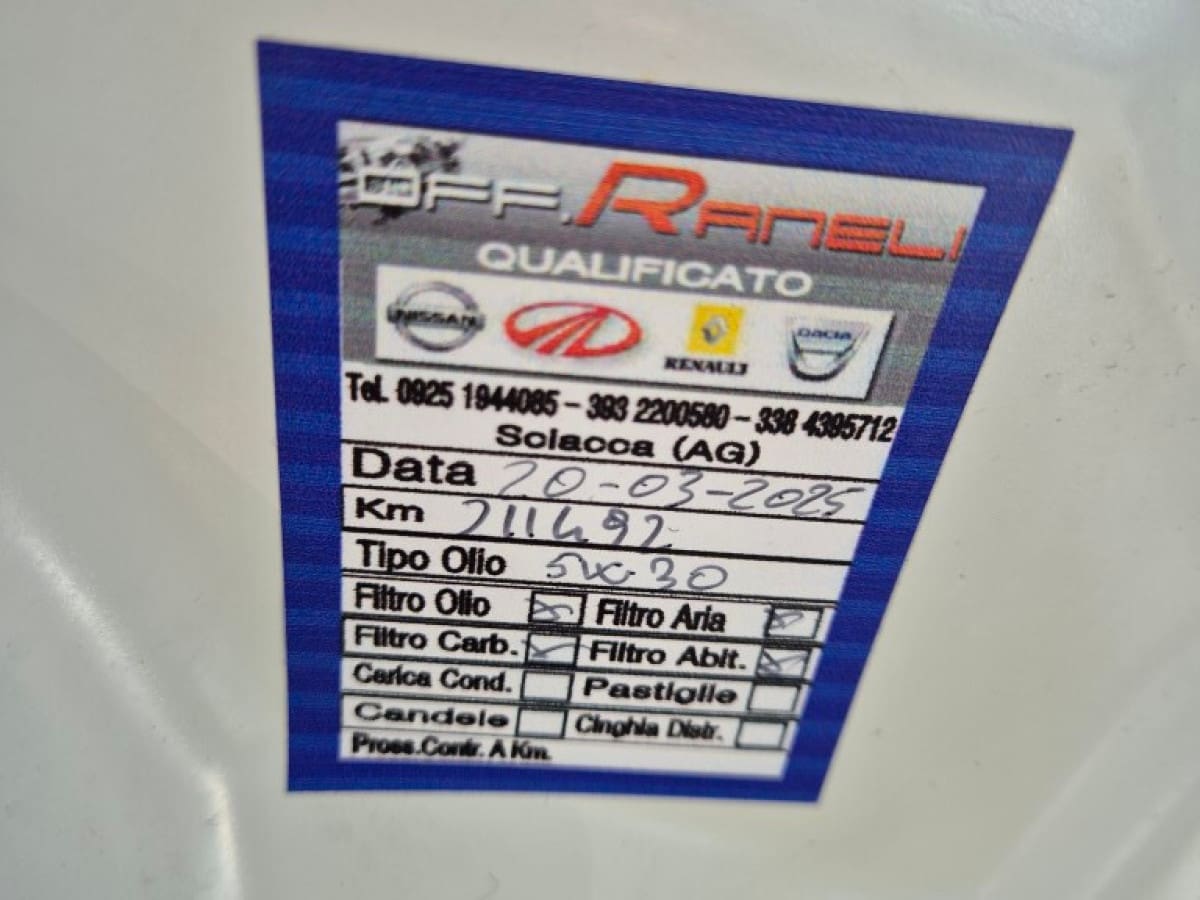 OFF. RANELI
QUALIFICATO
NISSAN RENAULT DACIA
Tel. 0925 1944085 - 393 2200580 - 338 4395712
Sciacca (AG)
Data 20-03-2025
Km 211492
Tipo Olio 5W30
Filtro Olio Filtro Aria
Filtro Carb. Filtro Abit.
Carica Cond. Pastiglie
Candele Cinghia Distr.
Pross.Contr. A Km.